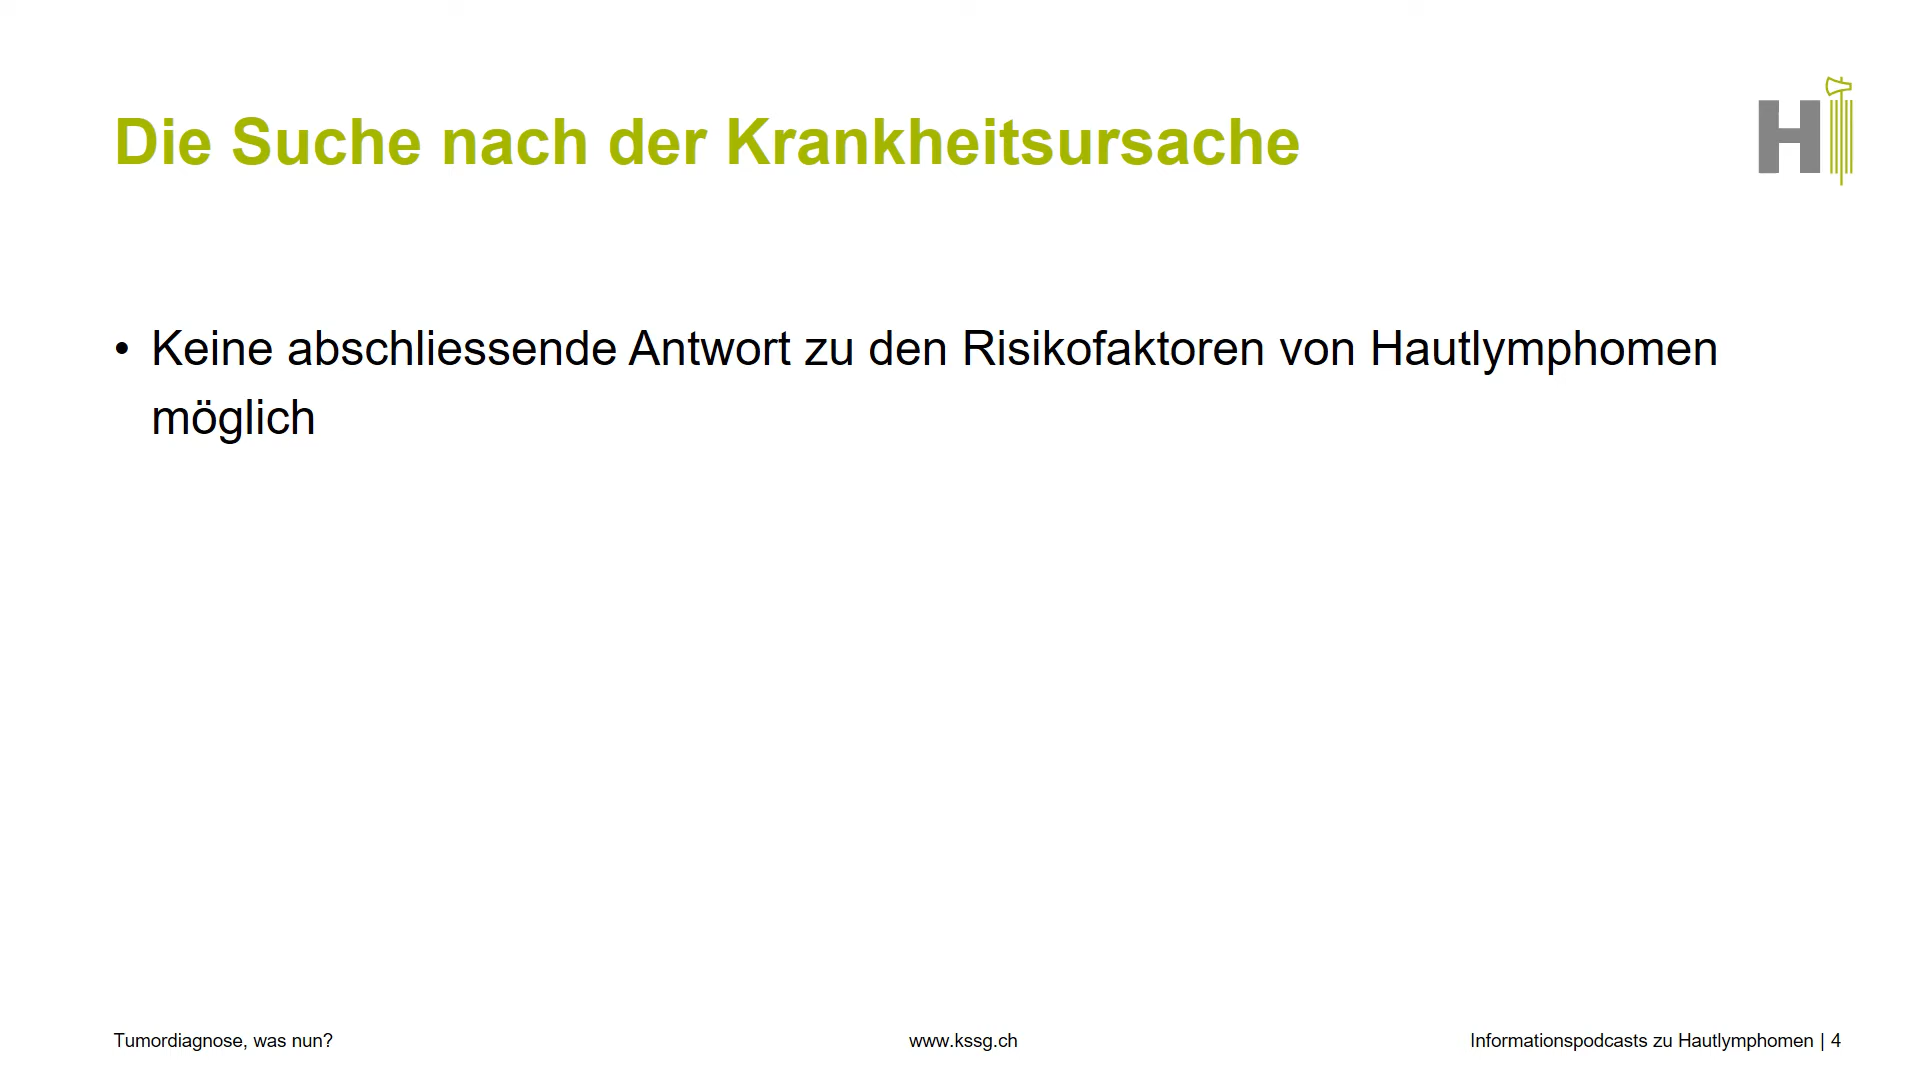 Die Suche nach der Krankheitsursache
H
• Keine abschliessende Antwort zu den Risikofaktoren von Hautlymphomen
möglich
Tumordiagnose, was nun?
www.kssg.ch
Informationspodcasts zu Hautlymphomen | 4